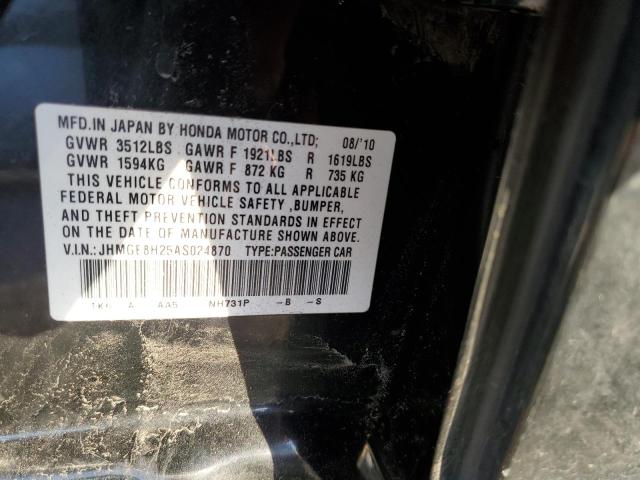 MFD.IN JAPAN BY HONDA MOTOR CO.,LTD; 08/'10
GVWR 3512LBS GAWR F 1921LBS R 1619LBS
GVWR 1594KG GAWR F 872 KG R 735 KG
THIS VEHICLE CONFORMS TO ALL APPLICABLE
FEDERAL MOTOR VEHICLE SAFETY ,BUMPER,
AND THEFT PREVENTION STANDARDS IN EFFECT
ON THE DATE OF MANUFACTURE SHOWN ABOVE.
V.I.N.: JHMGE8H25AS024870 TYPE:PASSENGER CAR
1K6 A AA5 NH731P -B -S